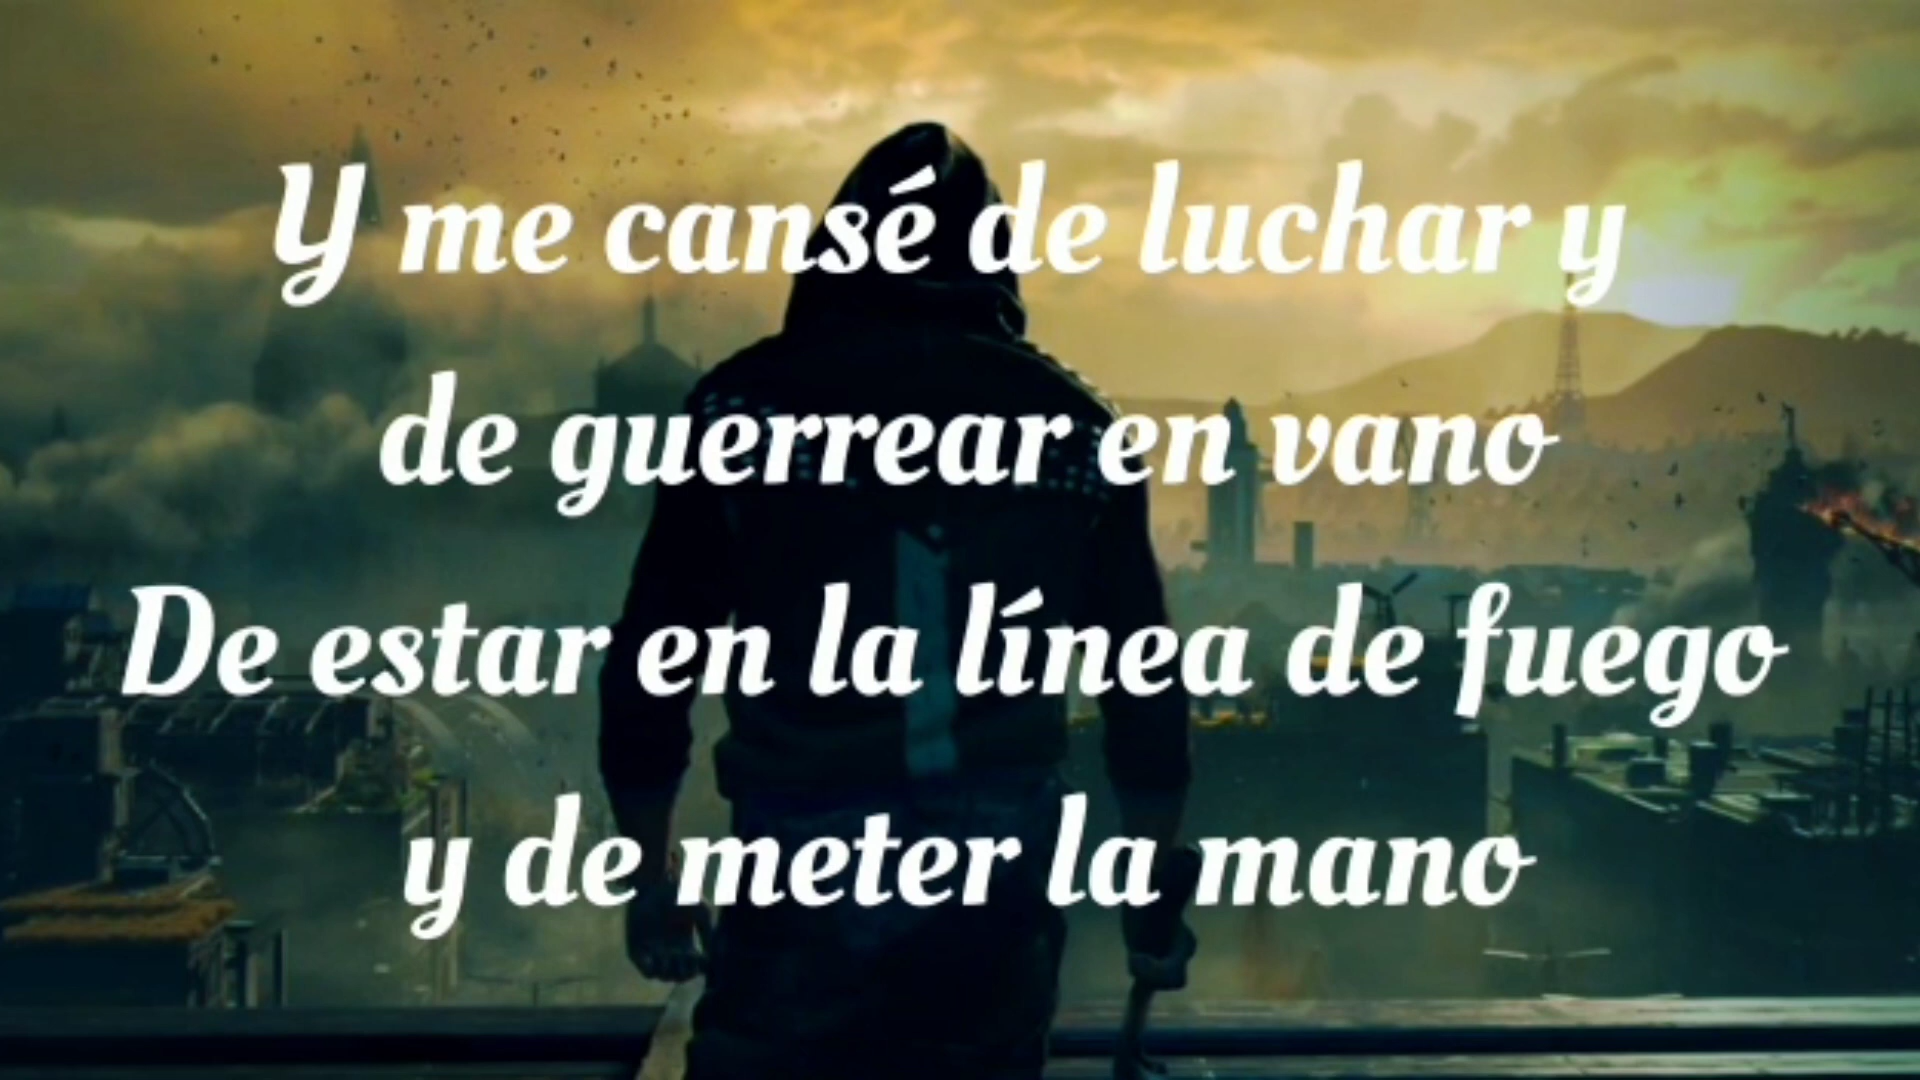 Y me cansé de luchar y
de guerrear en vano
De estar en la línea de fuego
y de meter la mano